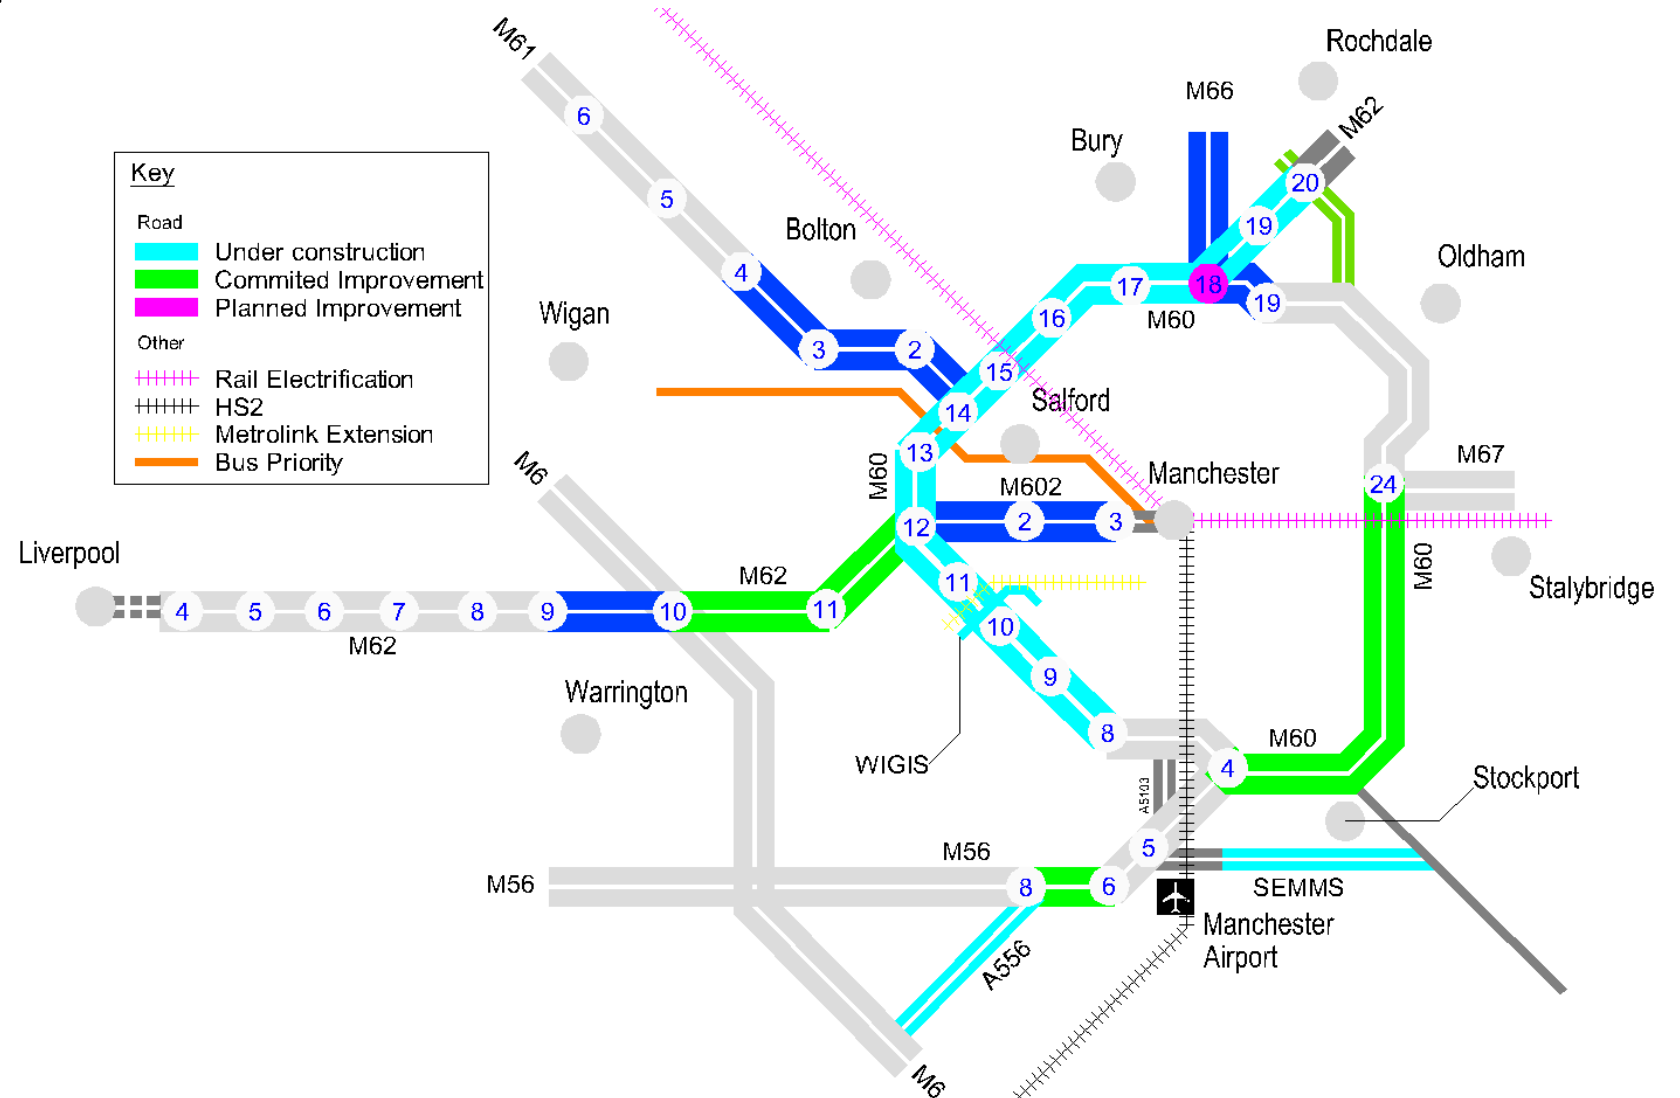 M61
Rochdale
6
M66
M62
Bury
Key
20
5
Road
Bolton
19
Under construction
Oldham
4
Commited Improvement
17
18
19
Planned Improvement
Wigan
16
M60
Other
3
2
15
Rail Electrification
Salford
HS2
14
Metrolink Extension
13
Bus Priority
M6
M60
M67
Manchester
24
M602
12
2
3
Liverpool
M62
11
M60
Stalybridge
4
5
6
7
8
9
10
11
10
M62
9
Warrington
8
M60
WIGIS
4
Stockport
A5103
5
M56
M56
8
6
SEMMS
Manchester
Airport
A556
M6